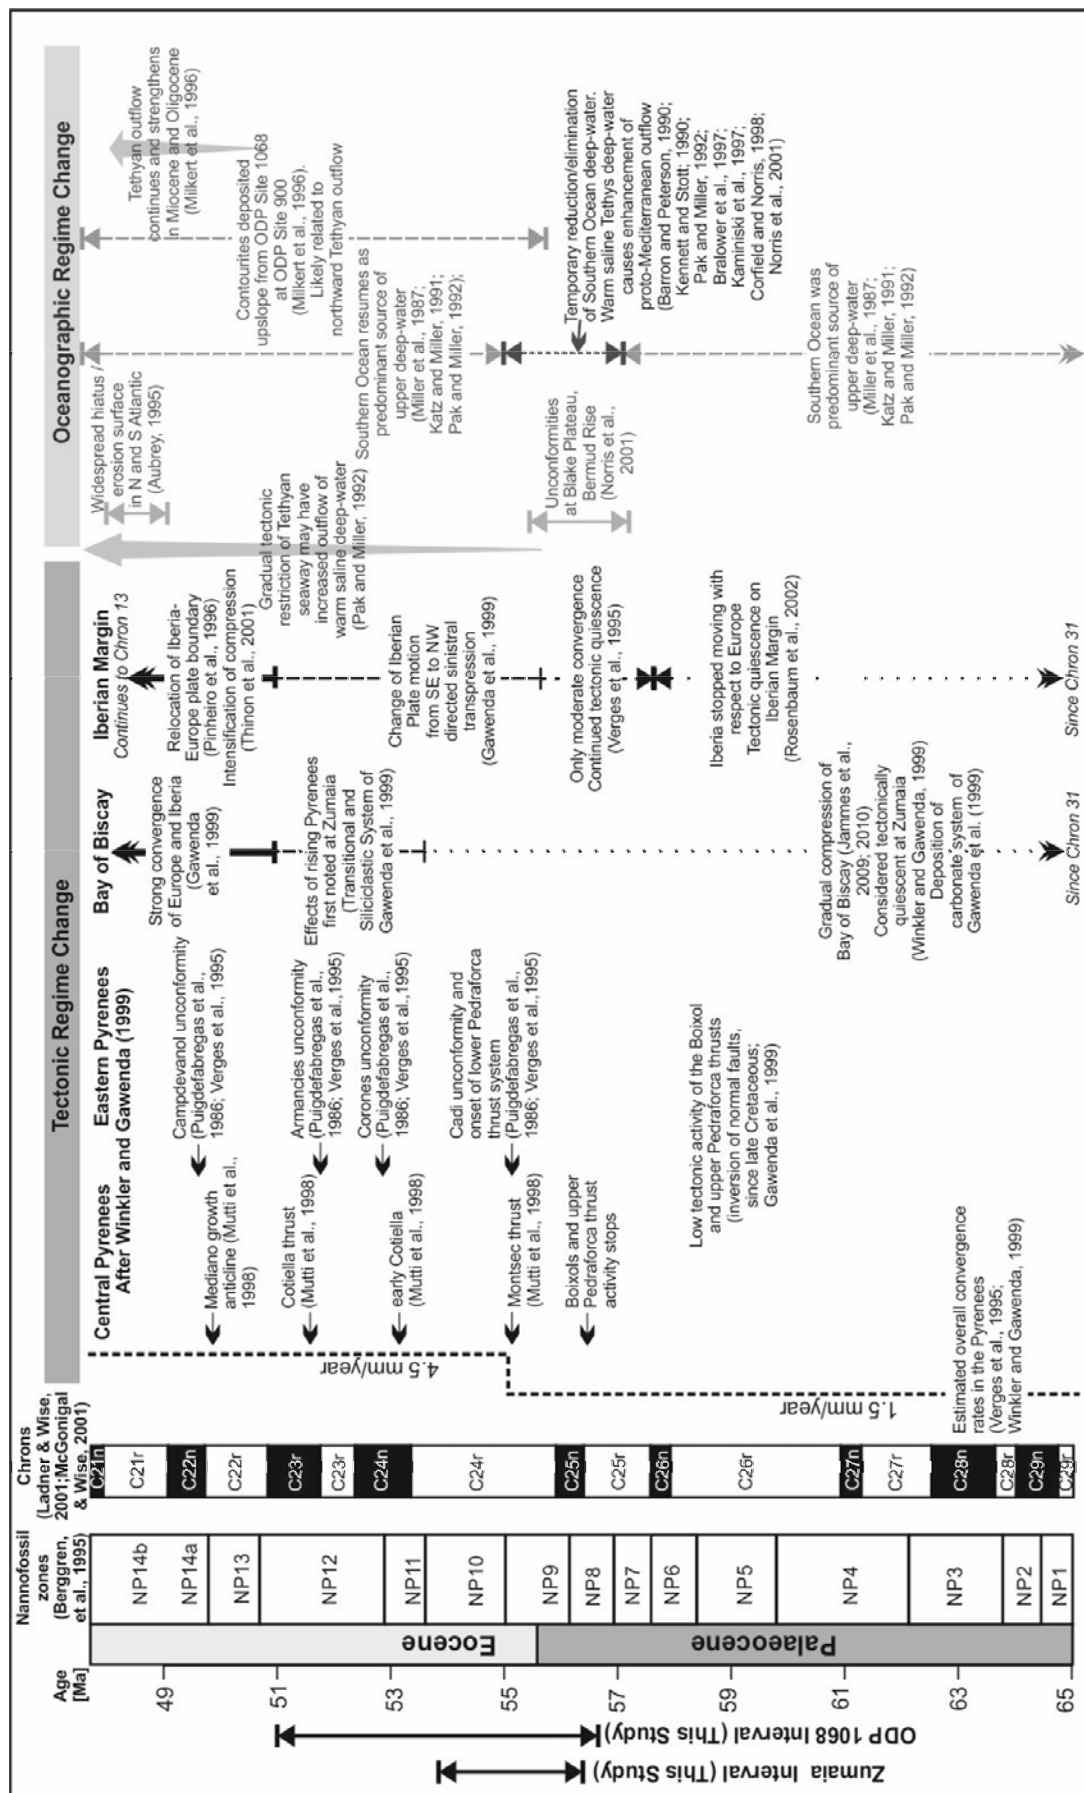 Tectonic Regime Change
Oceanographic Regime Change
Age
[Ma]
Nannofossil
zones
(Berggren,
et al., 1995)
Chrons
(Ladner & Wise,
2001;McGonigal
& Wise, 2001)
Central Pyrenees
Eastern Pyrenees
After Winkler and Gawenda (1999)
Bay of Biscay
Iberian Margin
Continues to Chron 13
Zumaia Interval (This Study)
ODP 1068 Interval (This Study)
49
51
53
55
57
59
61
63
65
Eocene
Palaeocene
NP14b
NP14a
NP13
NP12
NP11
NP10
NP9
NP8
NP7
NP6
NP5
NP4
NP3
NP2
NP1
C21n
C21r
C22n
C22r
C23r
C23r
C24n
C24r
C25n
C25r
C26n
C26r
C27n
C27r
C28n
C28r
C29n
C29r
4.5 mm/year
1.5 mm/year
Estimated overall convergence
rates in the Pyrenees
(Verges et al., 1995;
Winkler and Gawenda, 1999)
Mediano growth
anticline (Mutti et al.,
1998)
Cotiella thrust
(Mutti et al., 1998)
early Cotiella
(Mutti et al., 1998)
Montsec thrust
(Mutti et al., 1998)
Boixols and upper
Pedraforca thrust
activity stops
Campdevanol unconformity
(Puigdefabregas et al.,
1986; Verges et al., 1995)
Armancies unconformity
(Puigdefabregas et al.,
1986; Verges et al.,1995)
Corones unconformity
(Puigdefabregas et al.,
1986; Verges et al., 1995)
Cadi unconformity and
onset of lower Pedraforca
thrust system
(Puigdefabregas et al.,
1986; Verges et al.,1995)
Low tectonic activity of the Boixol
and upper Pedraforca thrusts
(inversion of normal faults,
since late Cretaceous;
Gawenda et al., 1999)
Strong convergence
of Europe and Iberia
(Gawenda
et al., 1999)
Effects of rising Pyrenees
first noted at Zumaia
(Transitional and
Siliciclastic System of
Gawenda et al., 1999)
Gradual compression of
Bay of Biscay (Jammes et al.,
2009; 2010)
Considered tectonically
quiescent at Zumaia
(Winkler and Gawenda, 1999)
Deposition of
carbonate system of
Gawenda et al. (1999)
Since Chron 31
Relocation of Iberia-
Europe plate boundary
(Pinheiro et al., 1996)
Intensification of compression
(Thinon et al., 2001)
Change of Iberian
Plate motion
from SE to NW
directed sinistral
transpression
(Gawenda et al., 1999)
Only moderate convergence
Continued tectonic quiescence
(Verges et al., 1995)
Iberia stopped moving with
respect to Europe
Tectonic quiescence on
Iberian Margin
(Rosenbaum et al., 2002)
Since Chron 31
Widespread hiatus /
erosion surface
in N and S Atlantic
(Aubrey, 1995)
Gradual tectonic
restriction of Tethyan
seaway may have
increased outflow of
warm saline deep-water
(Pak and Miller, 1992)
Unconformities
at Blake Plateau,
Bermud Rise
(Norris et al.,
2001)
Southern Ocean resumes as
predominant source of
upper deep-water
(Miller et al., 1987;
Katz and Miller, 1991;
Pak and Miller, 1992);
Southern Ocean was
predominant source of
upper deep-water
(Miller et al., 1987;
Katz and Miller, 1991;
Pak and Miller, 1992)
Tethyan outflow
continues and strengthens
in Miocene and Oligocene
(Milkert et al., 1996)
Contourites deposited
upslope from ODP Site 1068
at ODP Site 900
(Milkert et al., 1996).
Likely related to
northward Tethyan outflow
Temporary reduction/elimination
of Southern Ocean deep-water.
Warm saline Tethys deep-water
causes enhancement of
proto-Mediterranean outflow
(Barron and Peterson, 1990;
Kennett and Stott; 1990;
Pak and Miller, 1992;
Bralower et al., 1997;
Kaminiski et al., 1997;
Corfield and Norris, 1998;
Norris et al., 2001)